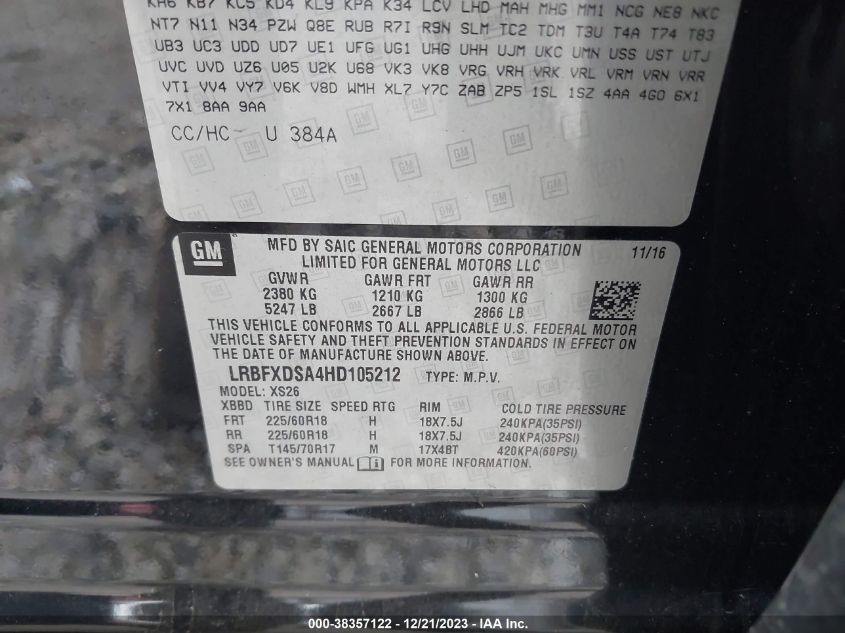 KH6 KB7 KC5 KD4 KL9 KPA K34 LCV LHD MAH MHG MM1 NCG NE8 NKC
NT7 N11 N34 PZW Q8E RUB R7I R9N SLM TC2 TDM T3U T4A T74 T83
UB3 UC3 UDD UD7 UE1 UFG UG1 UHG UHH UJM UKC UMN USS UST UTJ
UVC UVD UZ6 U05 U2K U68 VK3 VK8 VRG VRH VRK VRL VRM VRN VRR
VTI VV4 VY7 V6K V8D WMH XL7 Y7C ZAB ZP5 1SL 1SZ 4AA 4G0 6X1
7X1 8AA 9AA
CC/HC- U 384A
GM
MFD BY SAIC GENERAL MOTORS CORPORATION 11/16
LIMITED FOR GENERAL MOTORS LLC
GVWR GAWR FRT GAWR RR
2380 KG 1210 KG 1300 KG
5247 LB 2667 LB 2866 LB
THIS VEHICLE CONFORMS TO ALL APPLICABLE U.S. FEDERAL MOTOR
VEHICLE SAFETY AND THEFT PREVENTION STANDARDS IN EFFECT ON
THE DATE OF MANUFACTURE SHOWN ABOVE.
LRBFXDSA4HD105212 TYPE: M.P.V.
MODEL: XS26
XBBD TIRE SIZE SPEED RTG RIM COLD TIRE PRESSURE
FRT 225/60R18 H 18X7.5J 240KPA(35PSI)
RR 225/60R18 H 18X7.5J 240KPA(35PSI)
SPA T145/70R17 M 17X4BT 420KPA(60PSI)
SEE OWNER'S MANUAL FOR MORE INFORMATION.
000-38357122 - 12/21/2023 - IAAI Inc.